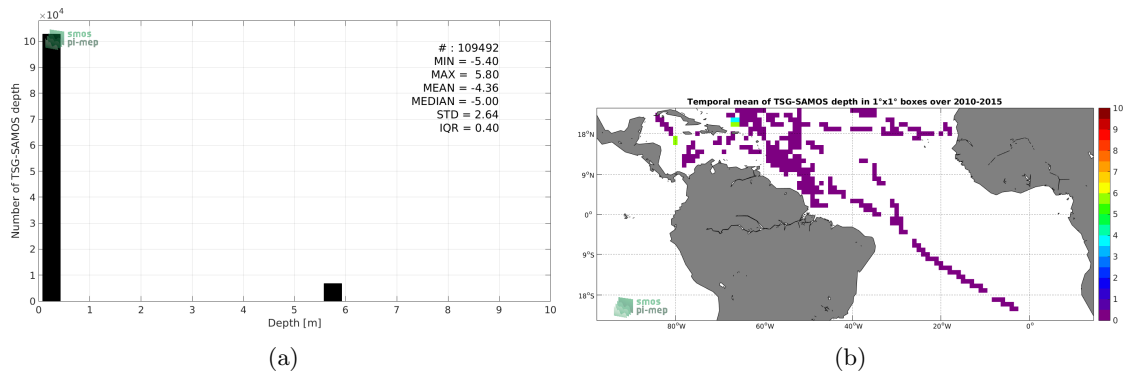 ×10⁴
smos
pi-mep
# : 109492
MIN = -5.40
MAX = 5.80
MEAN = -4.36
MEDIAN = -5.00
STD = 2.64
IQR = 0.40
Number of TSG-SAMOS depth
10
9
8
7
6
5
4
3
2
1
0
0 1 2 3 4 5 6 7 8 9 10
Depth [m]
(a)
Temporal mean of TSG-SAMOS depth in 1°x1° boxes over 2010-2015
18°N
9°N
0°
9°S
18°S
80°W 60°W 40°W 20°W 0°
smos
pi-mep
10
9
8
7
6
5
4
3
2
1
0
(b)